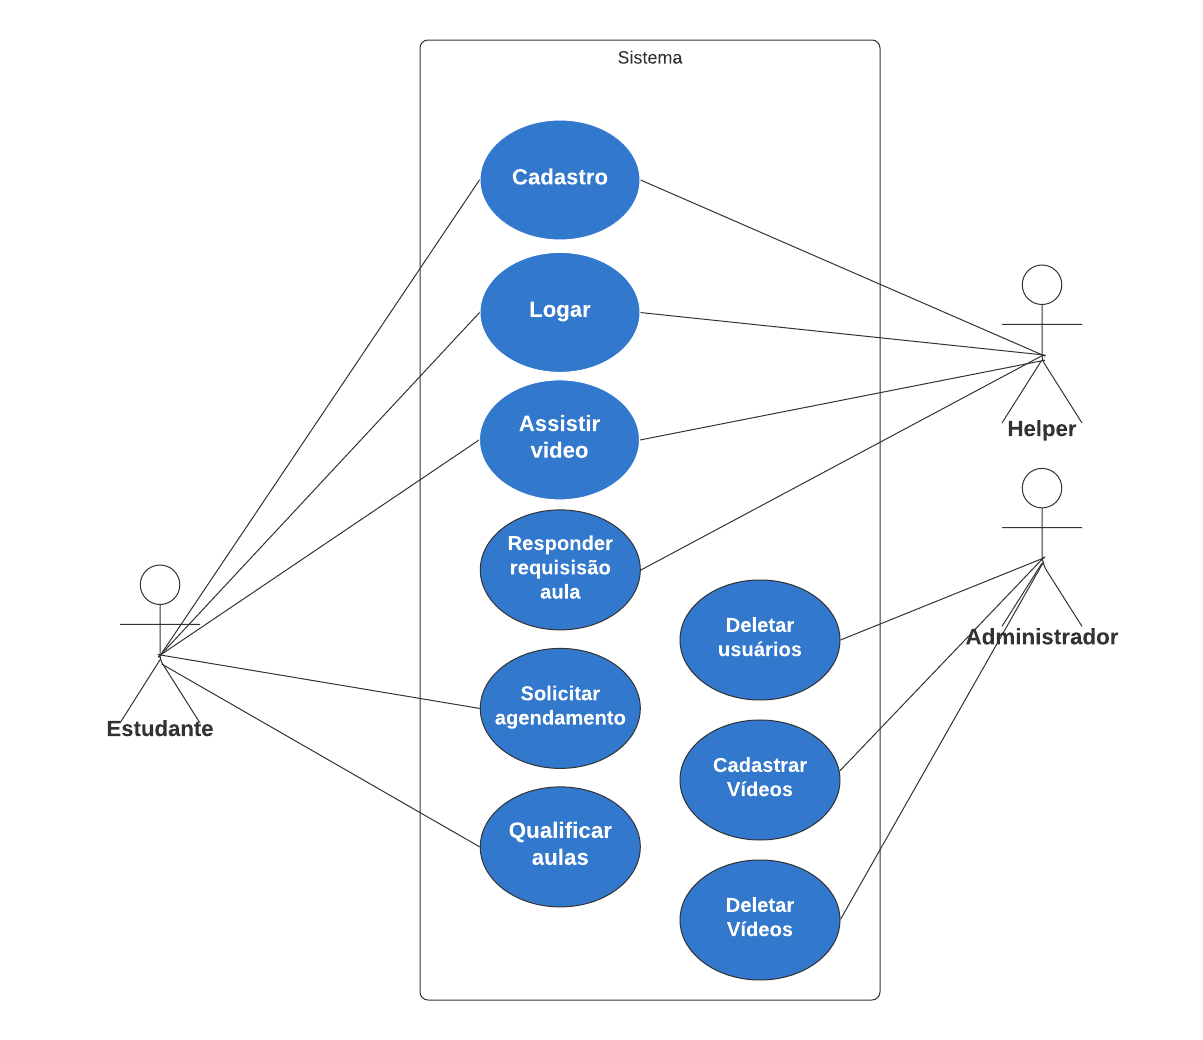 Sistema
Cadastro
Logar
Assistir
video
Responder
requisisão
aula
Solicitar
agendamento
Qualificar
aulas
Deletar
usuários
Cadastrar
Vídeos
Deletar
Vídeos
Estudante
Helper
Administrador